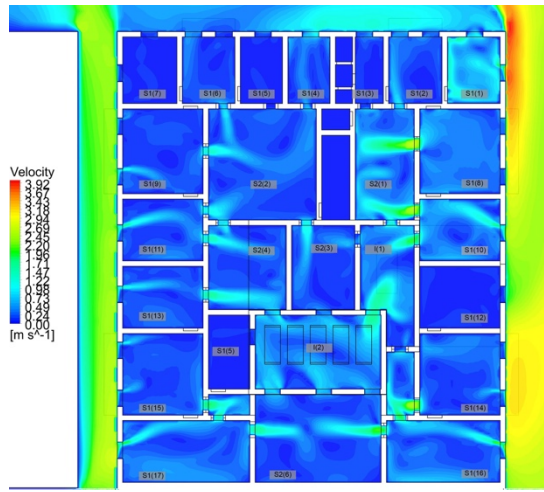 S1(7)
S1(6)
S1(5)
S1(4)
S1(3)
S1(2)
S1(1)
Velocity
3.92
3.43
3.18
2.94
2.69
2.45
2.20
1.96
1.71
1.47
1.22
0.98
0.73
0.49
0.24
0.00
[m s^-1]
S1(9)
S2(2)
S2(1)
S1(8)
S1(11)
S2(4)
S2(3)
I(1)
S1(10)
S1(13)
S1(12)
S1(5)
I(2)
S1(15)
S1(14)
S1(17)
S2(6)
S1(16)